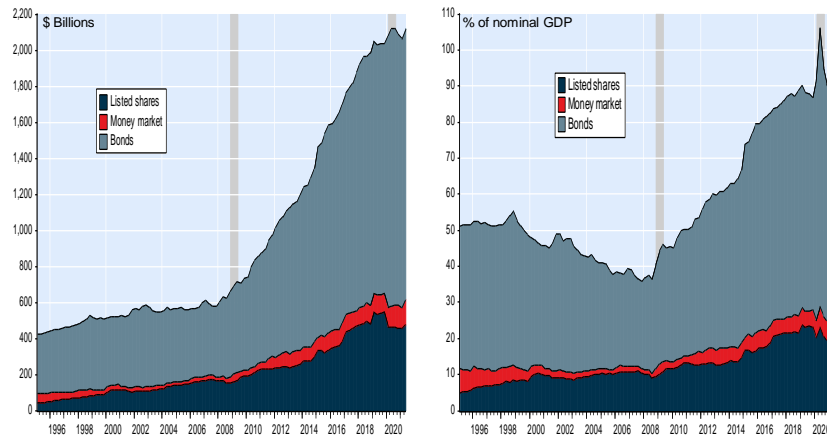 $ Billions
2,200
2,000
1,800
1,600
1,400
1,200
1,000
800
600
400
200
0
Listed shares
Money market
Bonds
1996 1998 2000 2002 2004 2006 2008 2010 2012 2014 2016 2018 2020
% of nominal GDP
110
100
90
80
70
60
50
40
30
20
10
0
Listed shares
Money market
Bonds
1996 1998 2000 2002 2004 2006 2008 2010 2012 2014 2016 2018 2020